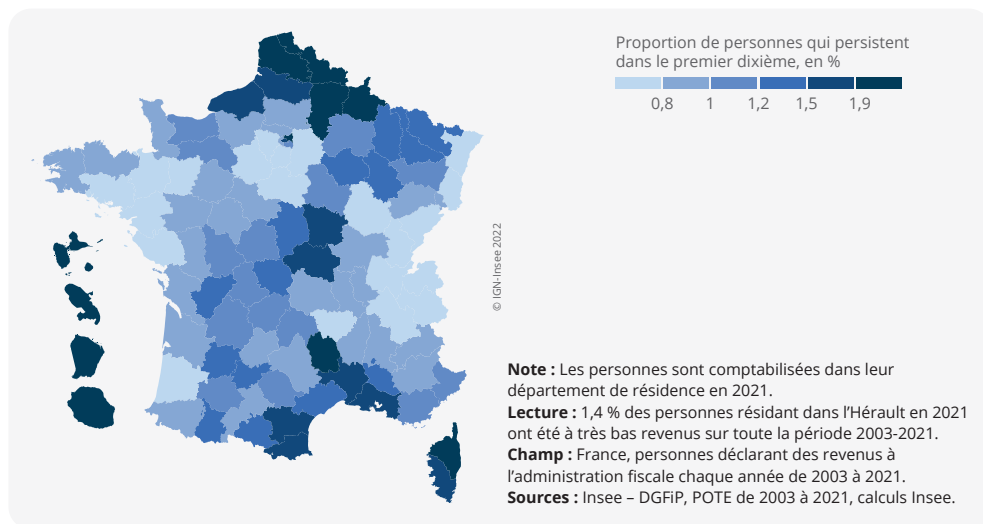 Proportion de personnes qui persistent
dans le premier dixième, en %
0,8 1 1,2 1,5 1,9
© IGN-Insee 2022
Note : Les personnes sont comptabilisées dans leur
département de résidence en 2021.
Lecture : 1,4 % des personnes résidant dans l’Hérault en 2021
ont été à très bas revenus sur toute la période 2003-2021.
Champ : France, personnes déclarant des revenus à
l’administration fiscale chaque année de 2003 à 2021.
Sources : Insee – DGFiP, POTE de 2003 à 2021, calculs Insee.